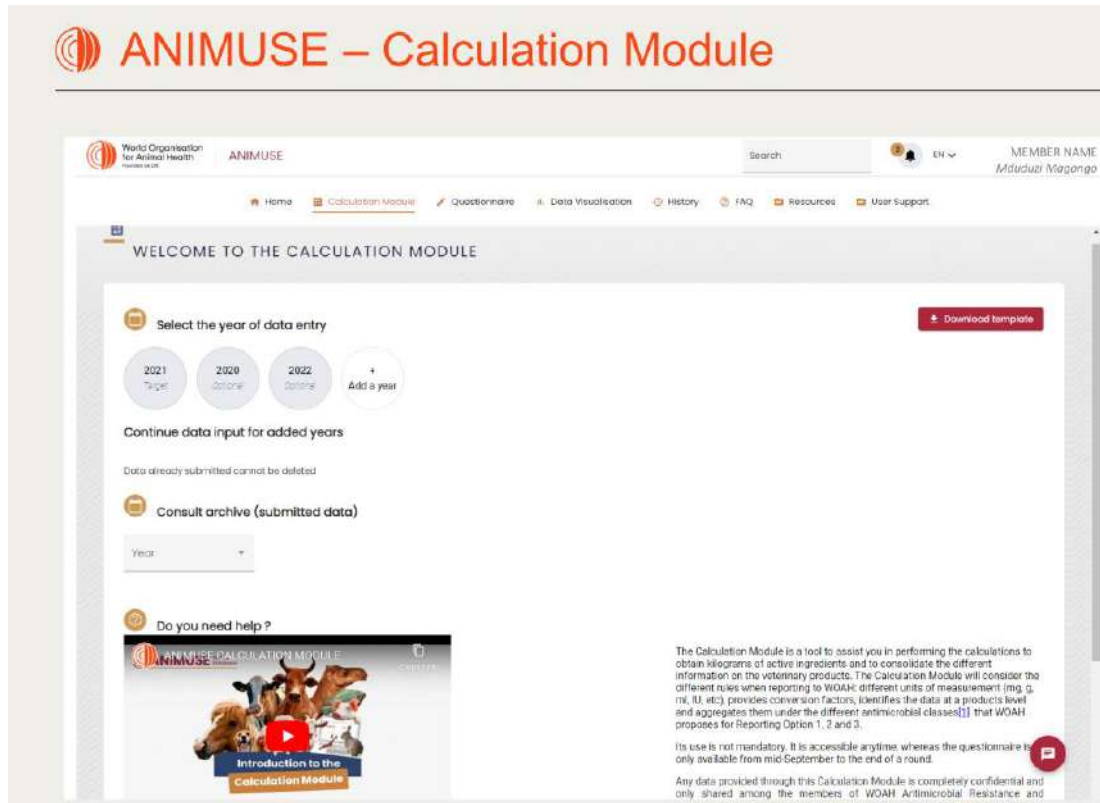 ANIMUSE – Calculation Module
World Organisation
for Animal Health
ANIMUSE
Search
2
EN
MEMBER NAME
Mduduzi Magongo
Home
Calculation Module
Questionnaire
Data Visualisation
History
FAQ
Resources
User Support
WELCOME TO THE CALCULATION MODULE
Select the year of data entry
Download template
2021
Target
2020
Optional
2022
Optional
+
Add a year
Continue data input for added years
Data already submitted cannot be deleted
Consult archive (submitted data)
Year
Do you need help ?
ANIMUSE CALCULATION MODULE
ANIMUSE
Introduction to the
Calculation Module
The Calculation Module is a tool to assist you in performing the calculations to
obtain kilograms of active ingredients and to consolidate the different
information on the veterinary products. The Calculation Module will consider the
different rules when reporting to WOAH: different units of measurement (mg, g,
ml, IU, etc), provides conversion factors, identifies the data at a products level
and aggregates them under the different antimicrobial classes[1] that WOAH
proposes for Reporting Option 1, 2 and 3.
Its use is not mandatory. It is accessible anytime, whereas the questionnaire is
only available from mid-September to the end of a round.
Any data provided through this Calculation Module is completely confidential and
only shared among the members of WOAH Antimicrobial Resistance and